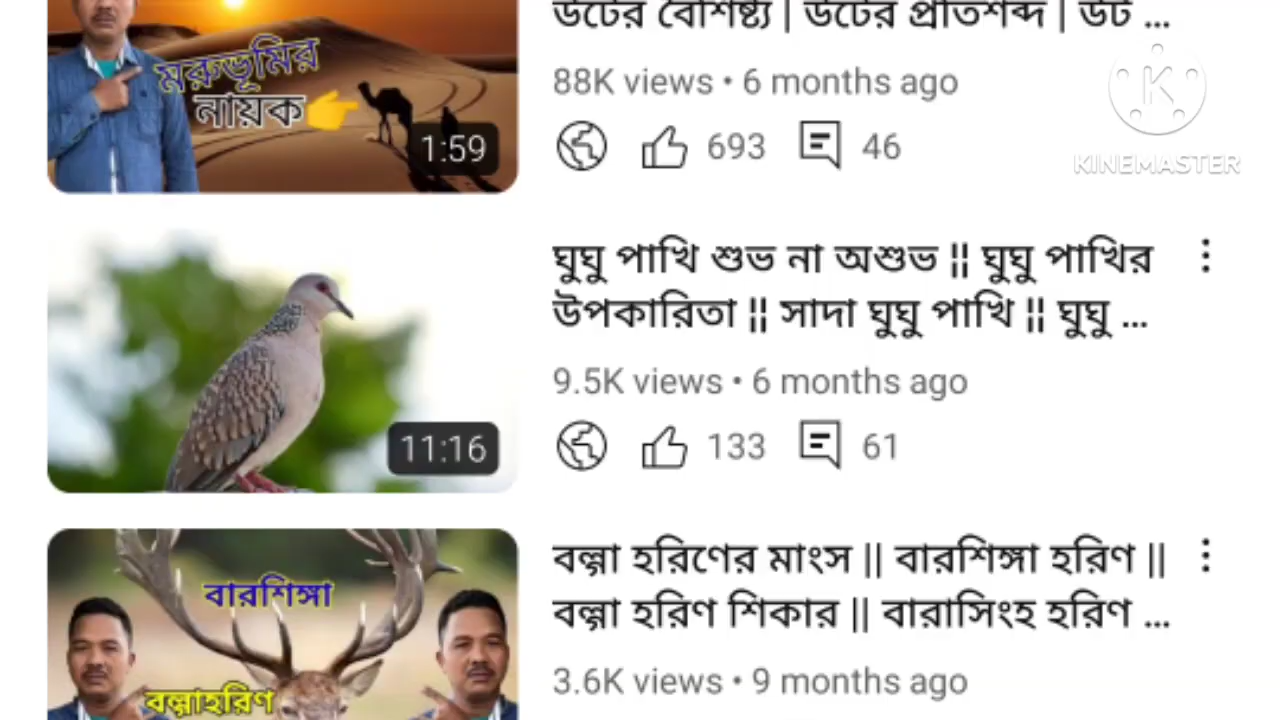 উটের বৈশিষ্ট্য | উটের প্রতিশব্দ | উট ...
88K views • 6 months ago
693 46
মরুভূমির
নায়ক
1:59
KINEMASTER
ঘুঘু পাখি শুভ না অশুভ ¦¦ ঘুঘু পাখির
উপকারিতা ¦¦ সাদা ঘুঘু পাখি ¦¦ ঘুঘু ...
9.5K views • 6 months ago
133 61
11:16
বল্গা হরিণের মাংস || বারশিঙ্গা হরিণ ||
বল্গা হরিণ শিকার || বারাসিংহ হরিণ ...
3.6K views • 9 months ago
বারশিঙ্গা
বল্গাহরিণ